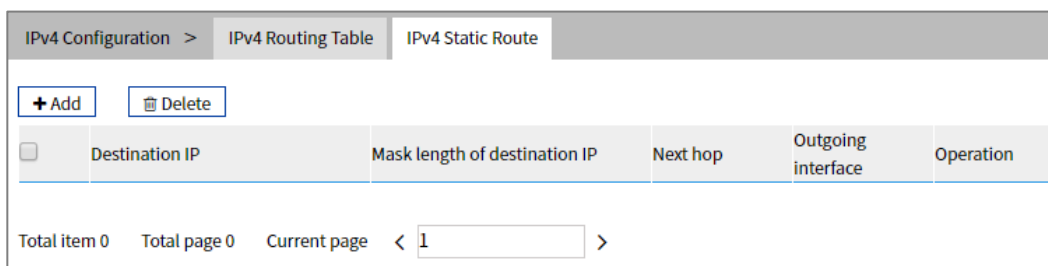 IPv4 Configuration > IPv4 Routing Table IPv4 Static Route
+ Add Delete
Destination IP Mask length of destination IP Next hop Outgoing interface Operation
Total item 0 Total page 0 Current page < 1 >